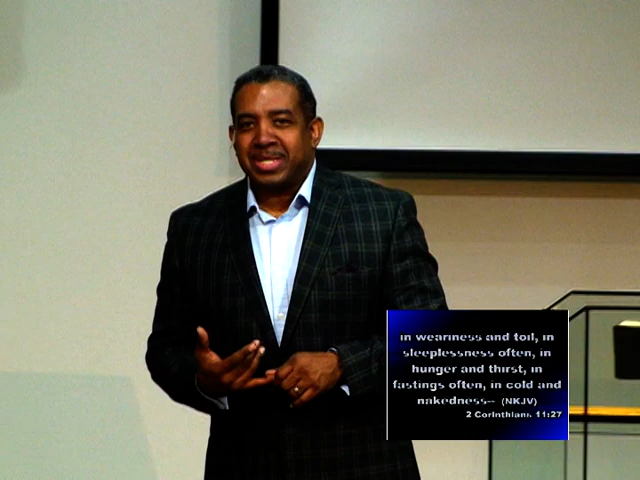 in weariness and toil, in
sleeplessness often, in
hunger and thirst, in
fastings often, in cold and
nakedness-- (NKJV)
2 Corinthians 11:27